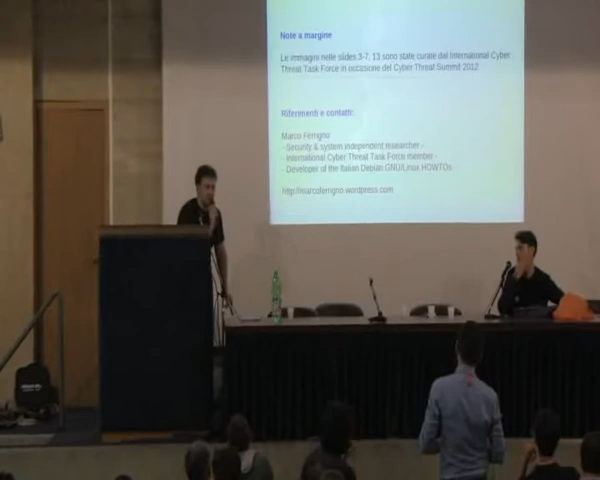 Note a margine
Le immagini nelle slides 3-7, 13 sono state curate dal International Cyber
Threat Task Force in occasione del Cyber Threat Summit 2012
Riferimenti e contatti:
Marco Ferrigno
- Security & system independent researcher -
- International Cyber Threat Task Force member -
- Developer of the Italian Debian GNU/Linux HOWTOs
http://marcoferrigno.wordpress.com